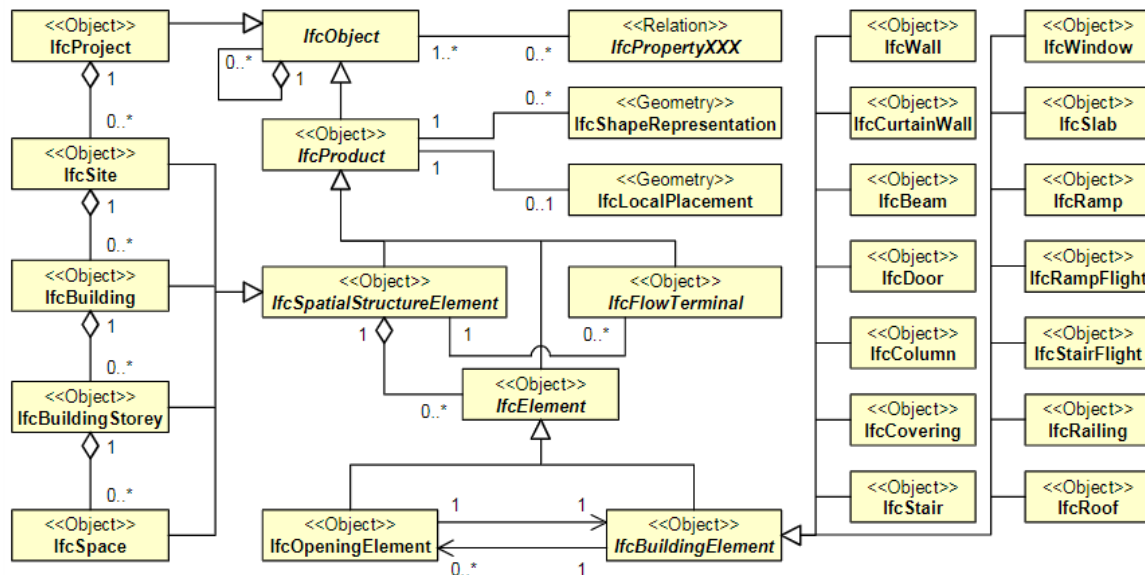 <<Object>>
IfcProject
1
0..*
<<Object>>
IfcSite
1
0..*
<<Object>>
IfcBuilding
1
0..*
<<Object>>
IfcBuildingStorey
1
0..*
<<Object>>
IfcSpace
IfcObject
0..*
1
1..*
0..*
<<Relation>>
IfcPropertyXXX
<<Object>>
IfcProduct
1
0..*
<<Geometry>>
IfcShapeRepresentation
1
0..1
<<Geometry>>
IfcLocalPlacement
<<Object>>
IfcSpatialStructureElement
1
1
<<Object>>
IfcFlowTerminal
0..*
<<Object>>
IfcElement
0..*
<<Object>>
IfcOpeningElement
1
1
0..*
1
<<Object>>
IfcBuildingElement
<<Object>>
IfcWall
<<Object>>
IfcCurtainWall
<<Object>>
IfcBeam
<<Object>>
IfcDoor
<<Object>>
IfcColumn
<<Object>>
IfcCovering
<<Object>>
IfcStair
<<Object>>
IfcWindow
<<Object>>
IfcSlab
<<Object>>
IfcRamp
<<Object>>
IfcRampFlight
<<Object>>
IfcStairFlight
<<Object>>
IfcRailing
<<Object>>
IfcRoof